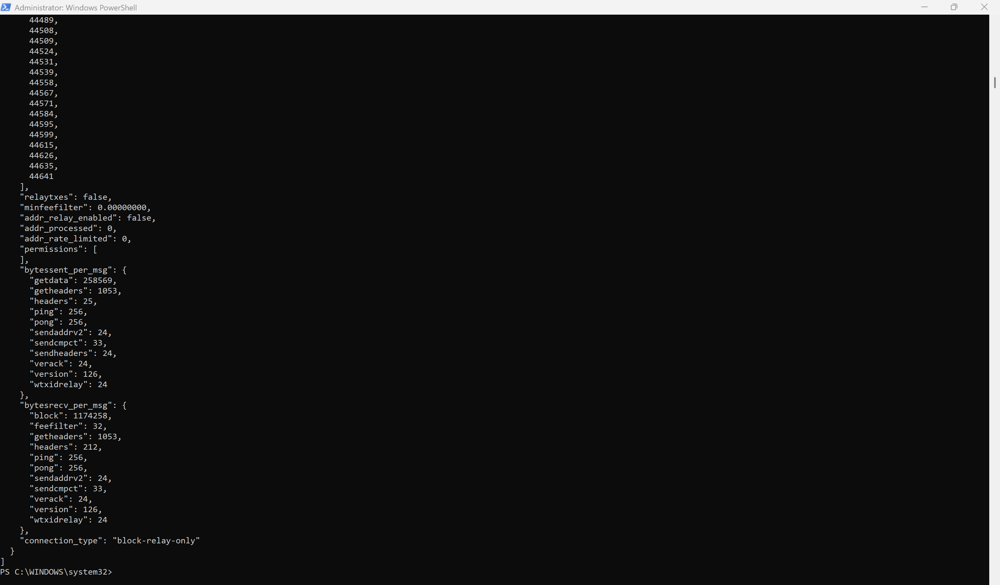 Administrator: Windows PowerShell
      44489,
      44508,
      44509,
      44524,
      44531,
      44539,
      44558,
      44567,
      44571,
      44584,
      44595,
      44599,
      44615,
      44626,
      44635,
      44641
    ],
    "relaytxes": false,
    "minfeefilter": 0.00000000,
    "addr_relay_enabled": false,
    "addr_processed": 0,
    "addr_rate_limited": 0,
    "permissions": [
    ],
    "bytessent_per_msg": {
      "getdata": 258569,
      "getheaders": 1053,
      "headers": 25,
      "ping": 256,
      "pong": 256,
      "sendaddrv2": 24,
      "sendcmpct": 33,
      "sendheaders": 24,
      "verack": 24,
      "version": 126,
      "wtxidrelay": 24
    },
    "bytesrecv_per_msg": {
      "block": 1174258,
      "feefilter": 32,
      "getheaders": 1053,
      "headers": 212,
      "ping": 256,
      "pong": 256,
      "sendaddrv2": 24,
      "sendcmpct": 33,
      "verack": 24,
      "version": 126,
      "wtxidrelay": 24
    },
    "connection_type": "block-relay-only"
  }
]
PS C:\WINDOWS\system32>